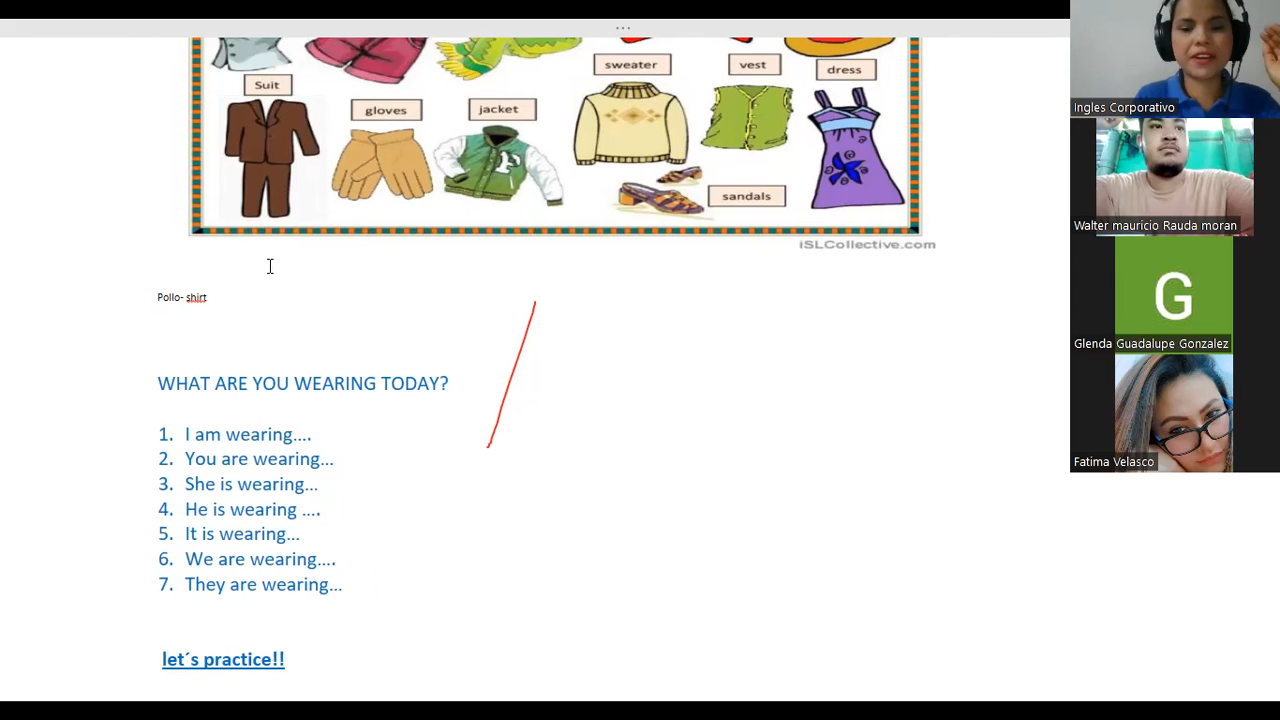 ...
sweater
vest
dress
Suit
gloves
jacket
sandals
iSLCollective.com
Pollo- shirt
WHAT ARE YOU WEARING TODAY?
1. I am wearing….
2. You are wearing…
3. She is wearing…
4. He is wearing ….
5. It is wearing…
6. We are wearing….
7. They are wearing…
let´s practice!!
Ingles Corporativo
Walter mauricio Rauda moran
G
Glenda Guadalupe Gonzalez
Fatima Velasco